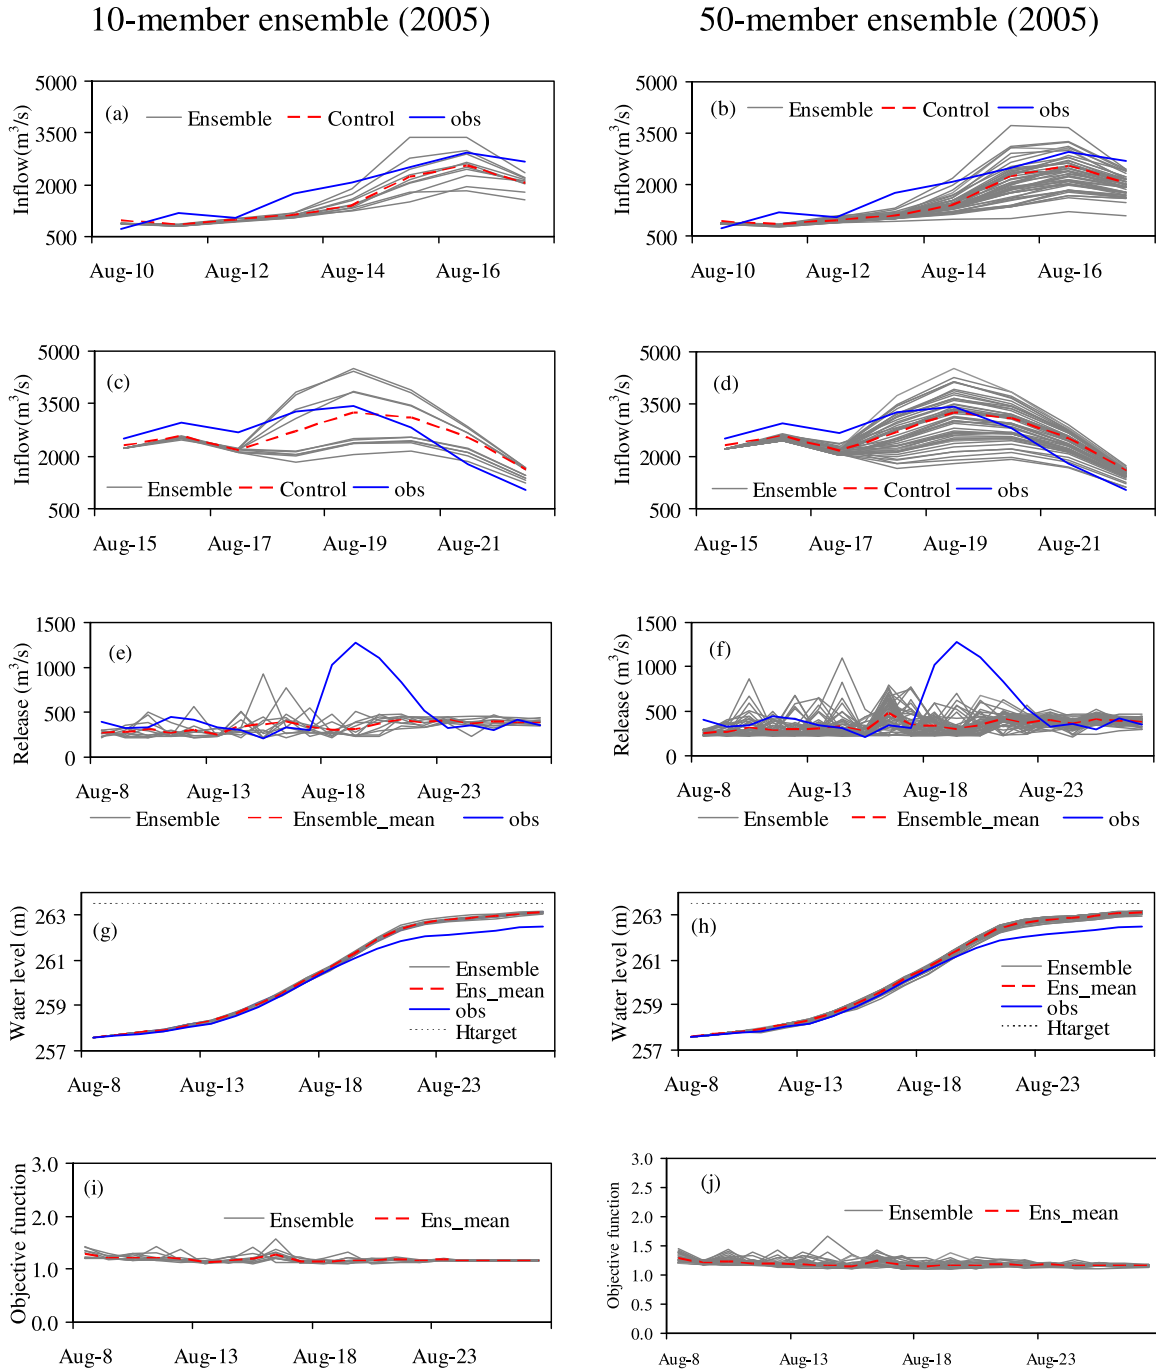 10-member ensemble (2005)
50-member ensemble (2005)
Inflow(m³/s)
5000
3500
2000
500
(a)
Ensemble
Control
obs
Aug-10
Aug-12
Aug-14
Aug-16
Inflow(m³/s)
5000
3500
2000
500
(b)
Ensemble
Control
obs
Aug-10
Aug-12
Aug-14
Aug-16
Inflow(m³/s)
5000
3500
2000
500
(c)
Ensemble
Control
obs
Aug-15
Aug-17
Aug-19
Aug-21
Inflow(m³/s)
5000
3500
2000
500
(d)
Ensemble
Control
obs
Aug-15
Aug-17
Aug-19
Aug-21
Release (m³/s)
1500
1000
500
0
(e)
Aug-8
Aug-13
Aug-18
Aug-23
Ensemble
Ensemble_mean
obs
Release (m³/s)
1500
1000
500
0
(f)
Aug-8
Aug-13
Aug-18
Aug-23
Ensemble
Ensemble_mean
obs
Water level (m)
263
261
259
257
(g)
Ensemble
Ens_mean
obs
Htarget
Aug-8
Aug-13
Aug-18
Aug-23
Water level (m)
263
261
259
257
(h)
Ensemble
Ens_mean
obs
Htarget
Aug-8
Aug-13
Aug-18
Aug-23
Objective function
3.0
2.0
1.0
0.0
(i)
Ensemble
Ens_mean
Aug-8
Aug-13
Aug-18
Aug-23
Objective function
3.0
2.5
2.0
1.5
1.0
0.5
0.0
(j)
Ensemble
Ens_mean
Aug-8
Aug-13
Aug-18
Aug-23